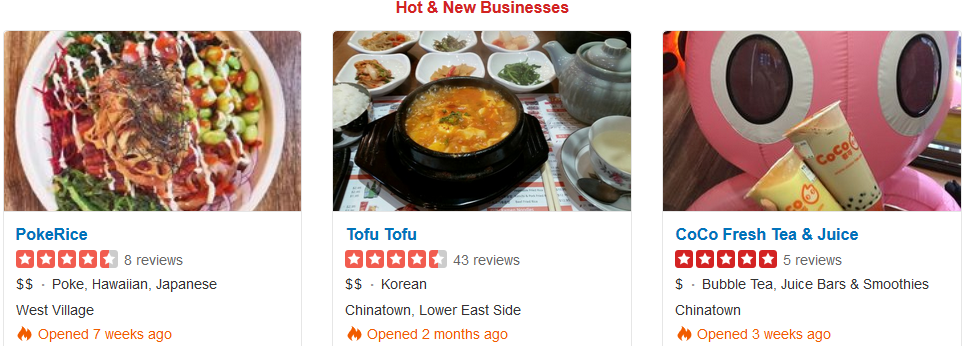 Hot & New Businesses
PokeRice
8 reviews
$$ · Poke, Hawaiian, Japanese
West Village
Opened 7 weeks ago
Tofu Tofu
43 reviews
$$ · Korean
Chinatown, Lower East Side
Opened 2 months ago
CoCo
CoCo
CoCo Fresh Tea & Juice
5 reviews
$ · Bubble Tea, Juice Bars & Smoothies
Chinatown
Opened 3 weeks ago